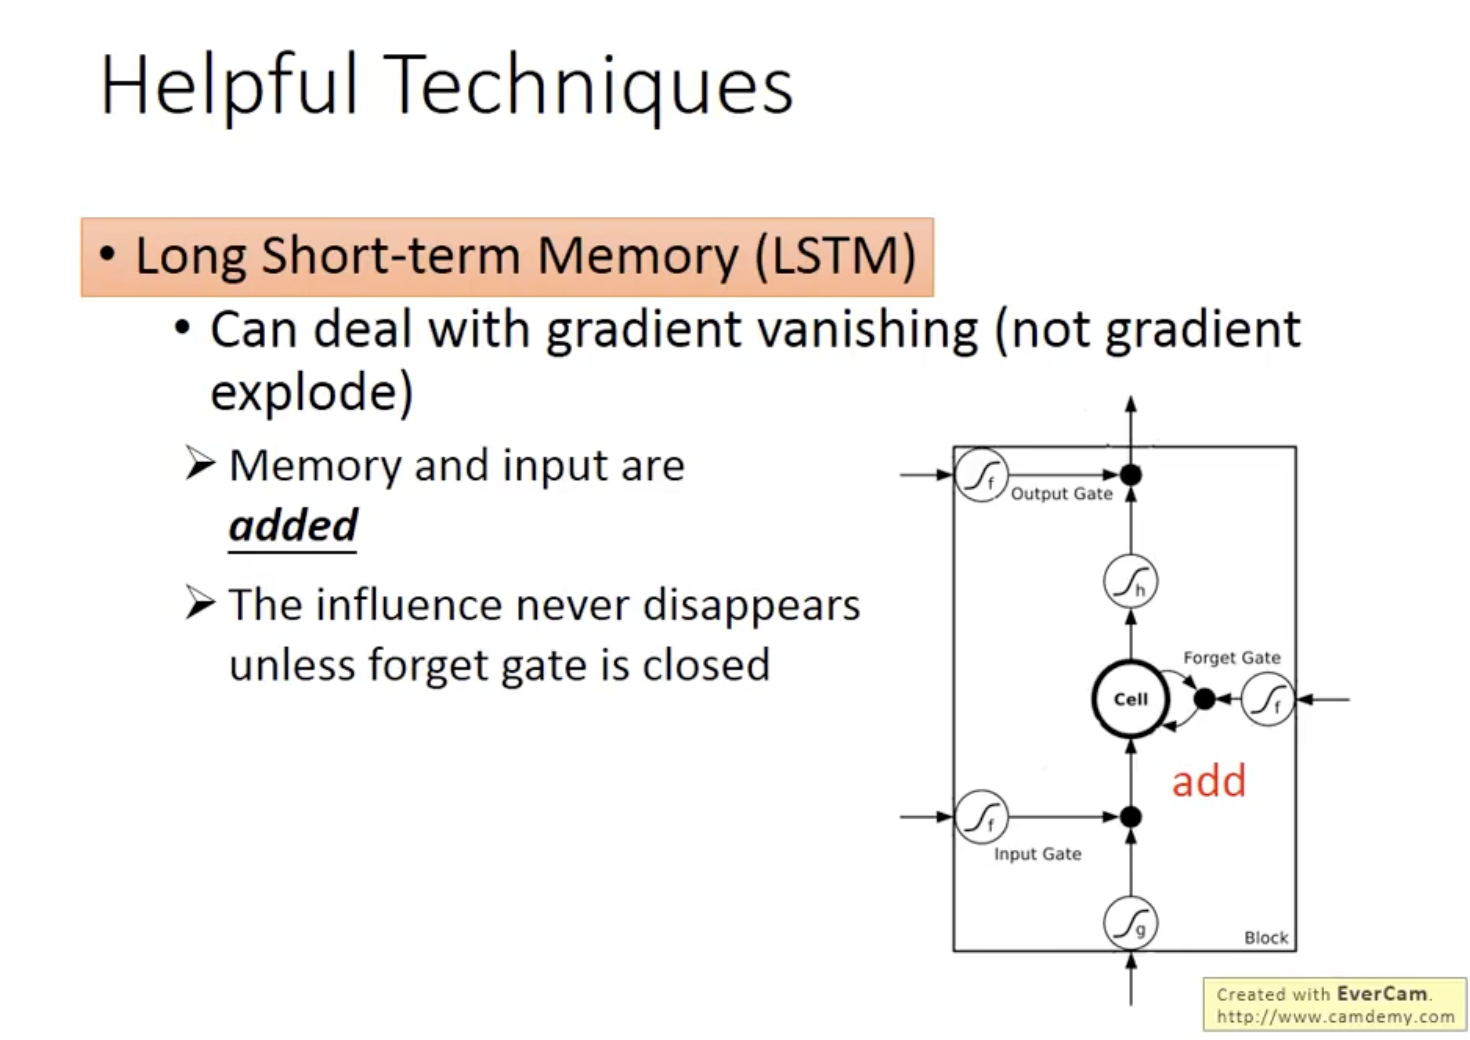 Helpful Techniques
• Long Short-term Memory (LSTM)
• Can deal with gradient vanishing (not gradient
explode)
➢ Memory and input are
added
➢ The influence never disappears
unless forget gate is closed
f
Output Gate
h
Forget Gate
Cell
f
add
f
Input Gate
g
Block
Created with EverCam.
http://www.camdemy.com